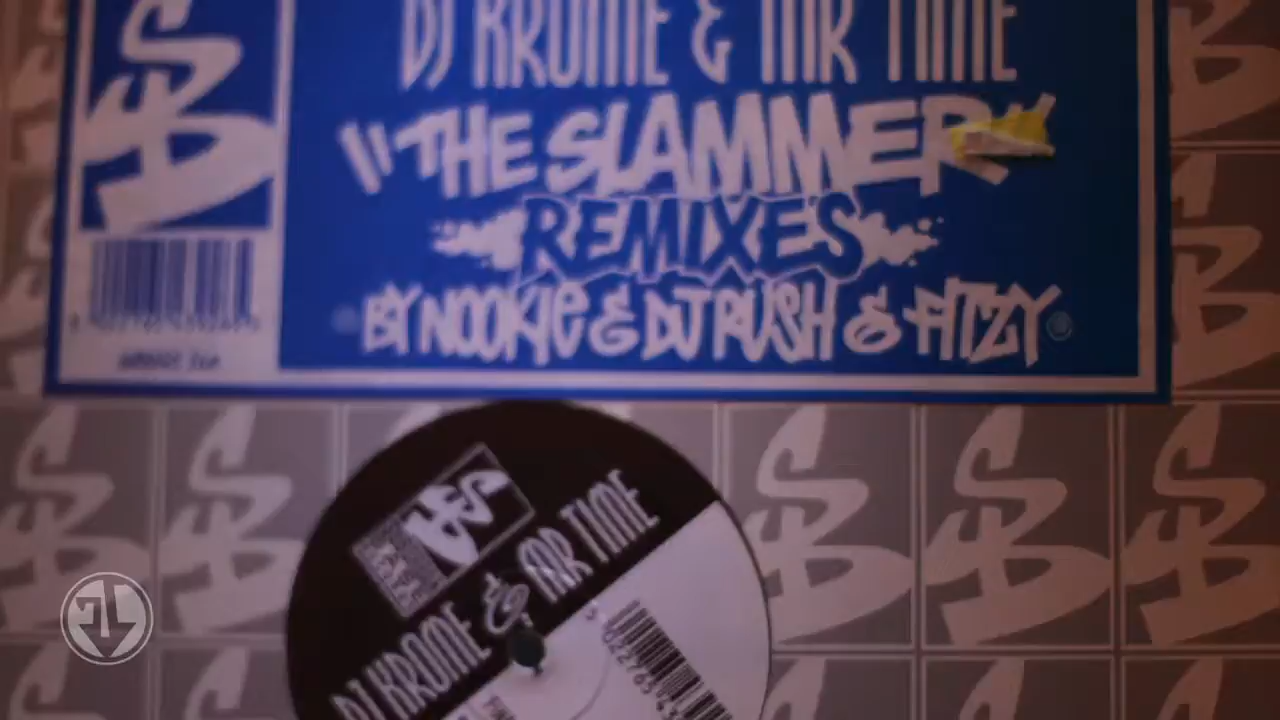 DJ KROME & MR TIME
"THE SLAMMER"
REMIXES
BY NOOKIE & DJ RUSH & FITZY
DJ KROME & MR TIME